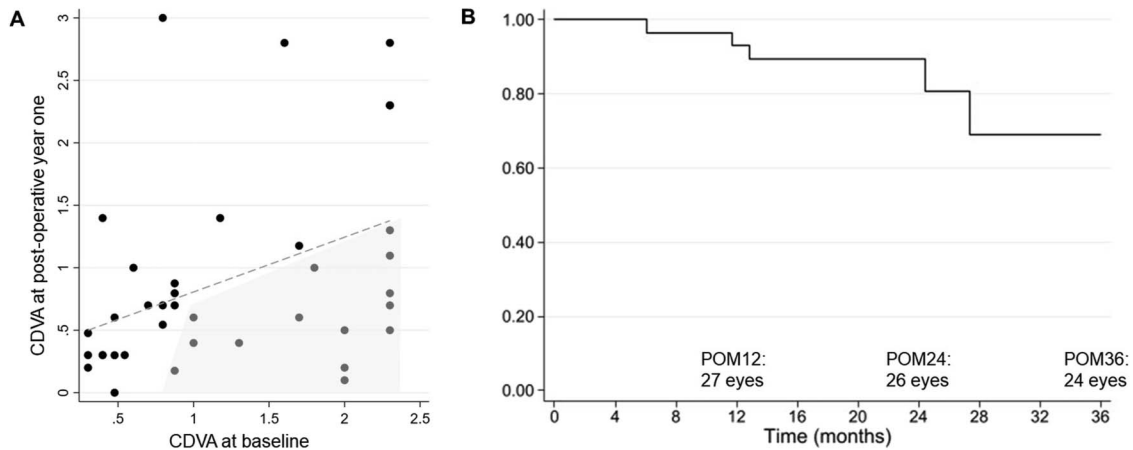 A
3
2.5
2
1.5
1
.5
0
CDVA at post-operative year one
.5
1
1.5
2
2.5
CDVA at baseline
B
1.00
0.80
0.60
0.40
0.20
0.00
POM12:
27 eyes
POM24:
26 eyes
POM36:
24 eyes
0
4
8
12
16
20
24
28
32
36
Time (months)